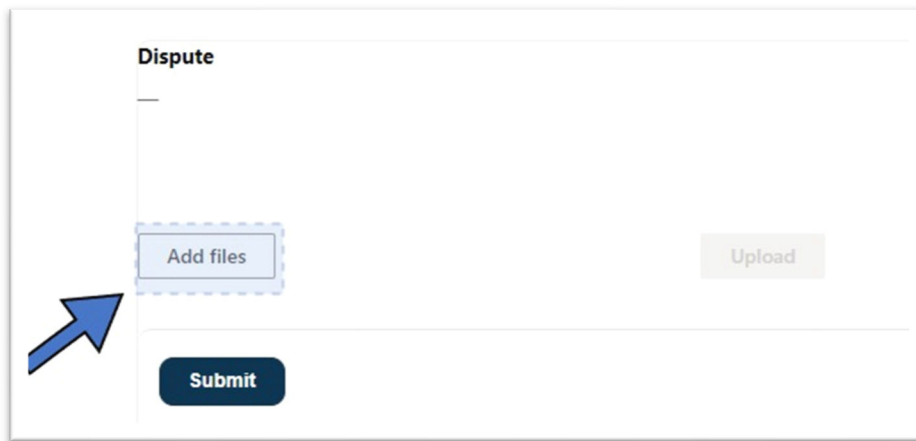 Dispute
—
Add files
Upload
Submit